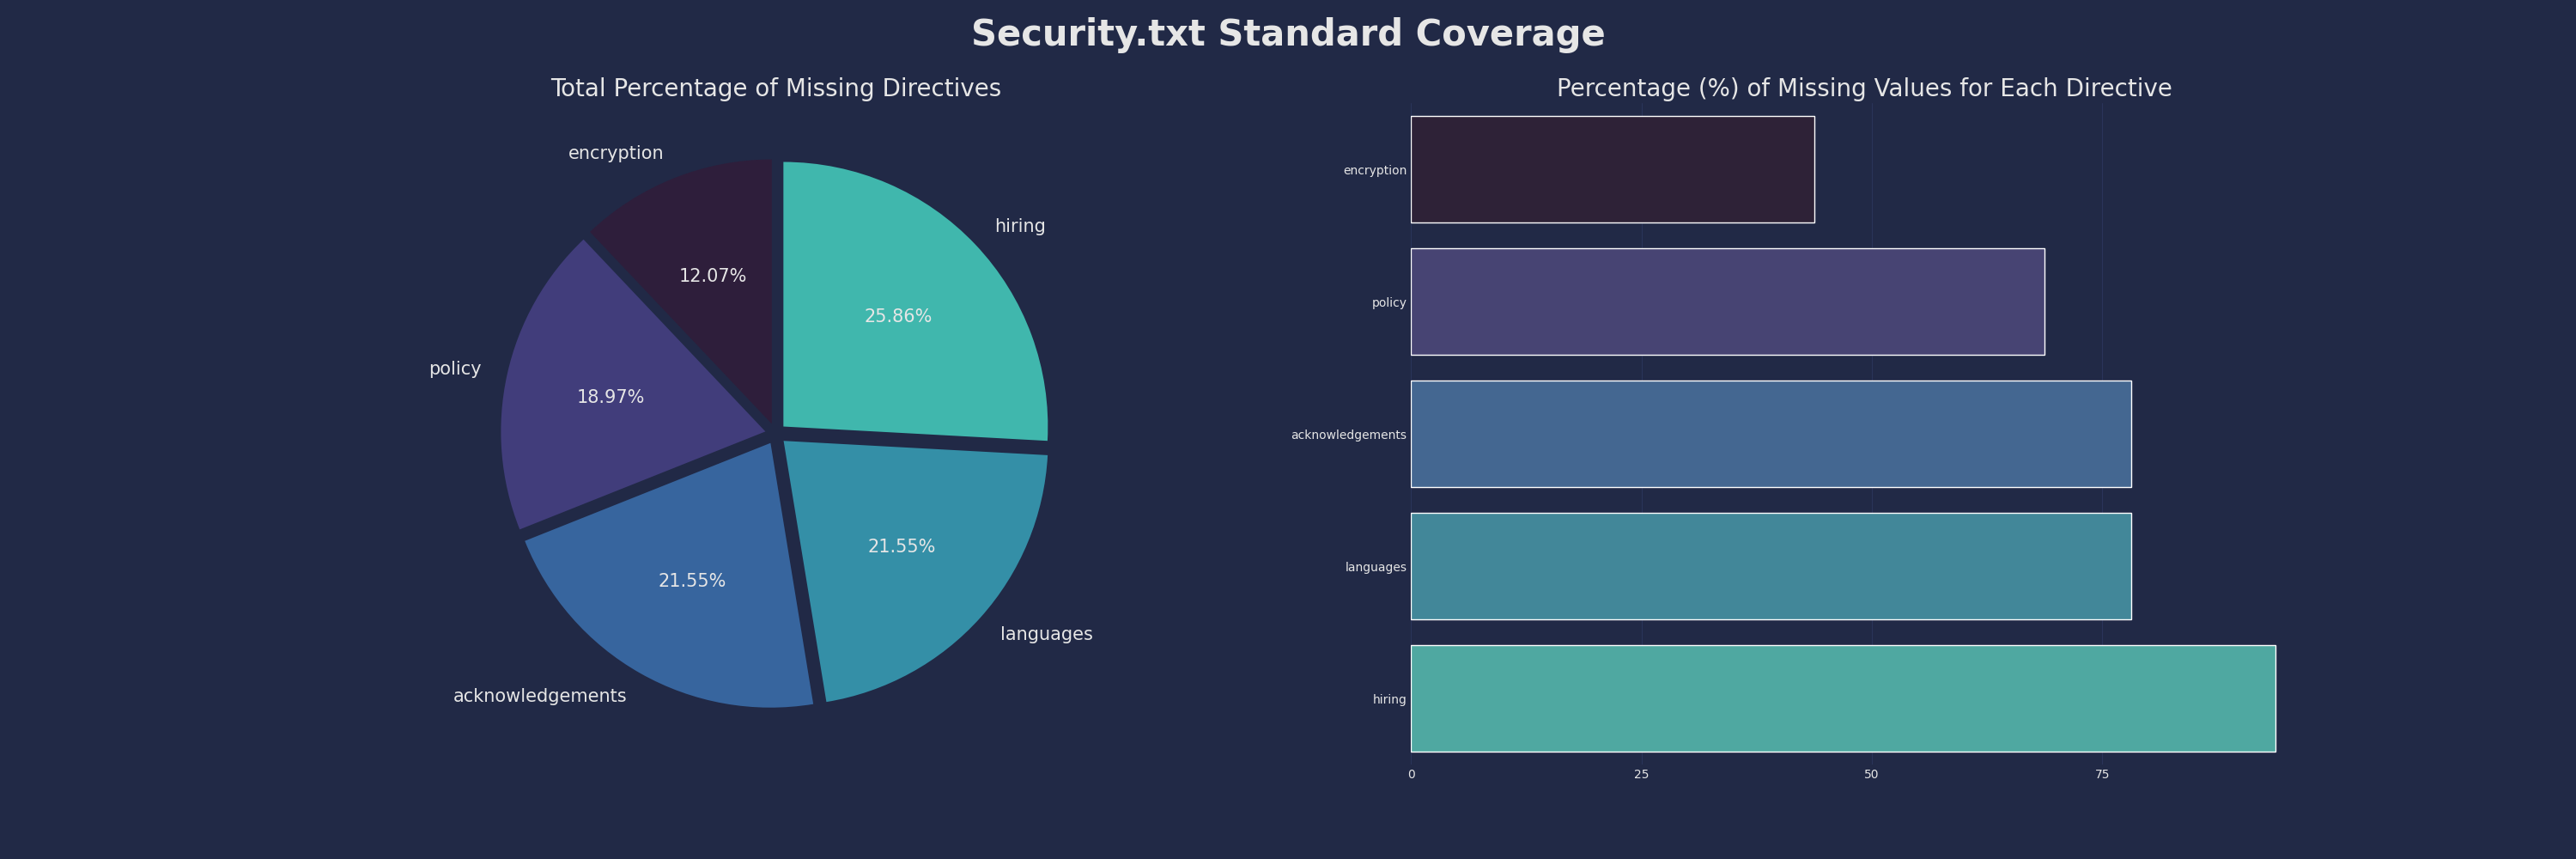 Security.txt Standard Coverage
Total Percentage of Missing Directives
encryption
hiring
12.07%
25.86%
policy
18.97%
21.55%
21.55%
languages
acknowledgements
Percentage (%) of Missing Values for Each Directive
encryption
policy
acknowledgements
languages
hiring
0 25 50 75